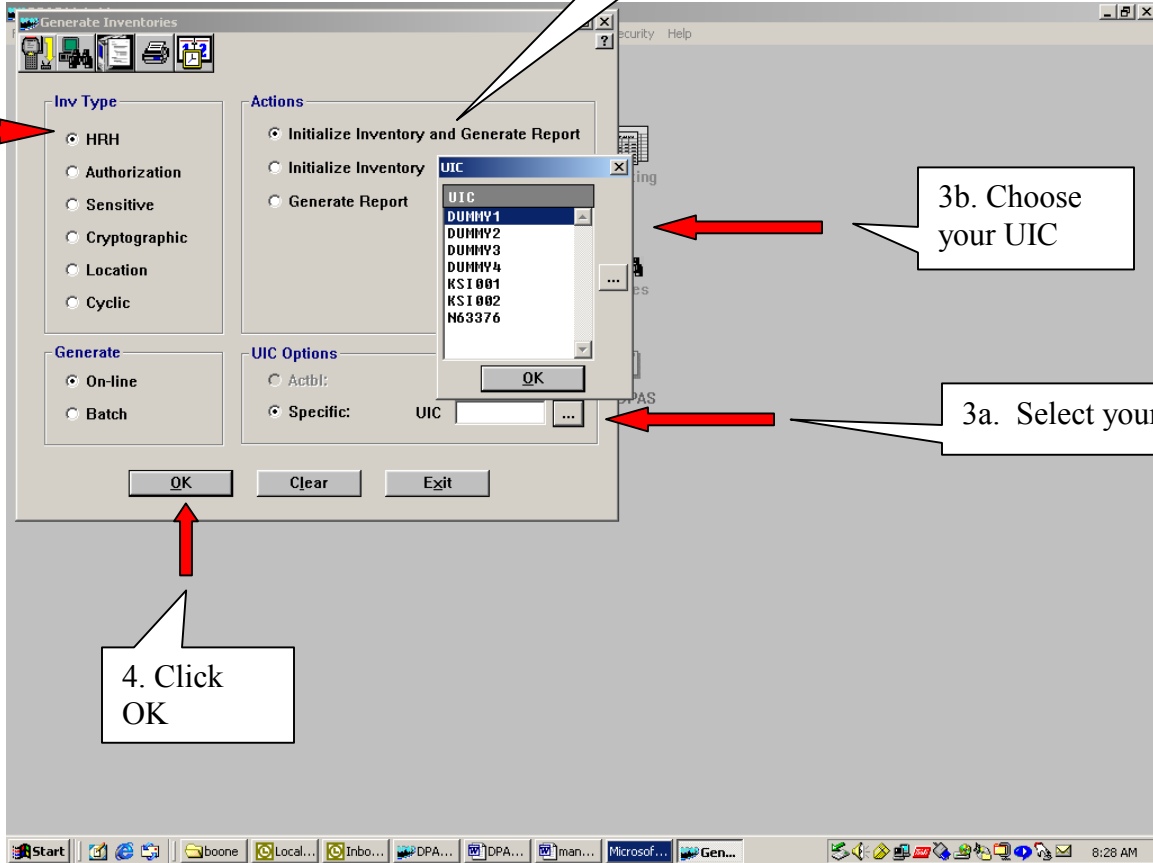 Generate Inventories
ecurity Help
Inv Type
HRH
Authorization
Sensitive
Cryptographic
Location
Cyclic
Actions
Initialize Inventory and Generate Report
Initialize Inventory
Generate Report
UIC
UIC
DUMMY1
DUMMY2
DUMMY3
DUMMY4
KSI001
KSI002
N63376
OK
...
ing
es
PAS
3b. Choose
your UIC
3a. Select your
Generate
On-line
Batch
UIC Options
Actbl:
Specific: UIC ...
OK Clear Exit
4. Click
OK
Start boone Local... Inbo... DPA... DPA... man... Microsof... Gen... 8:28 AM